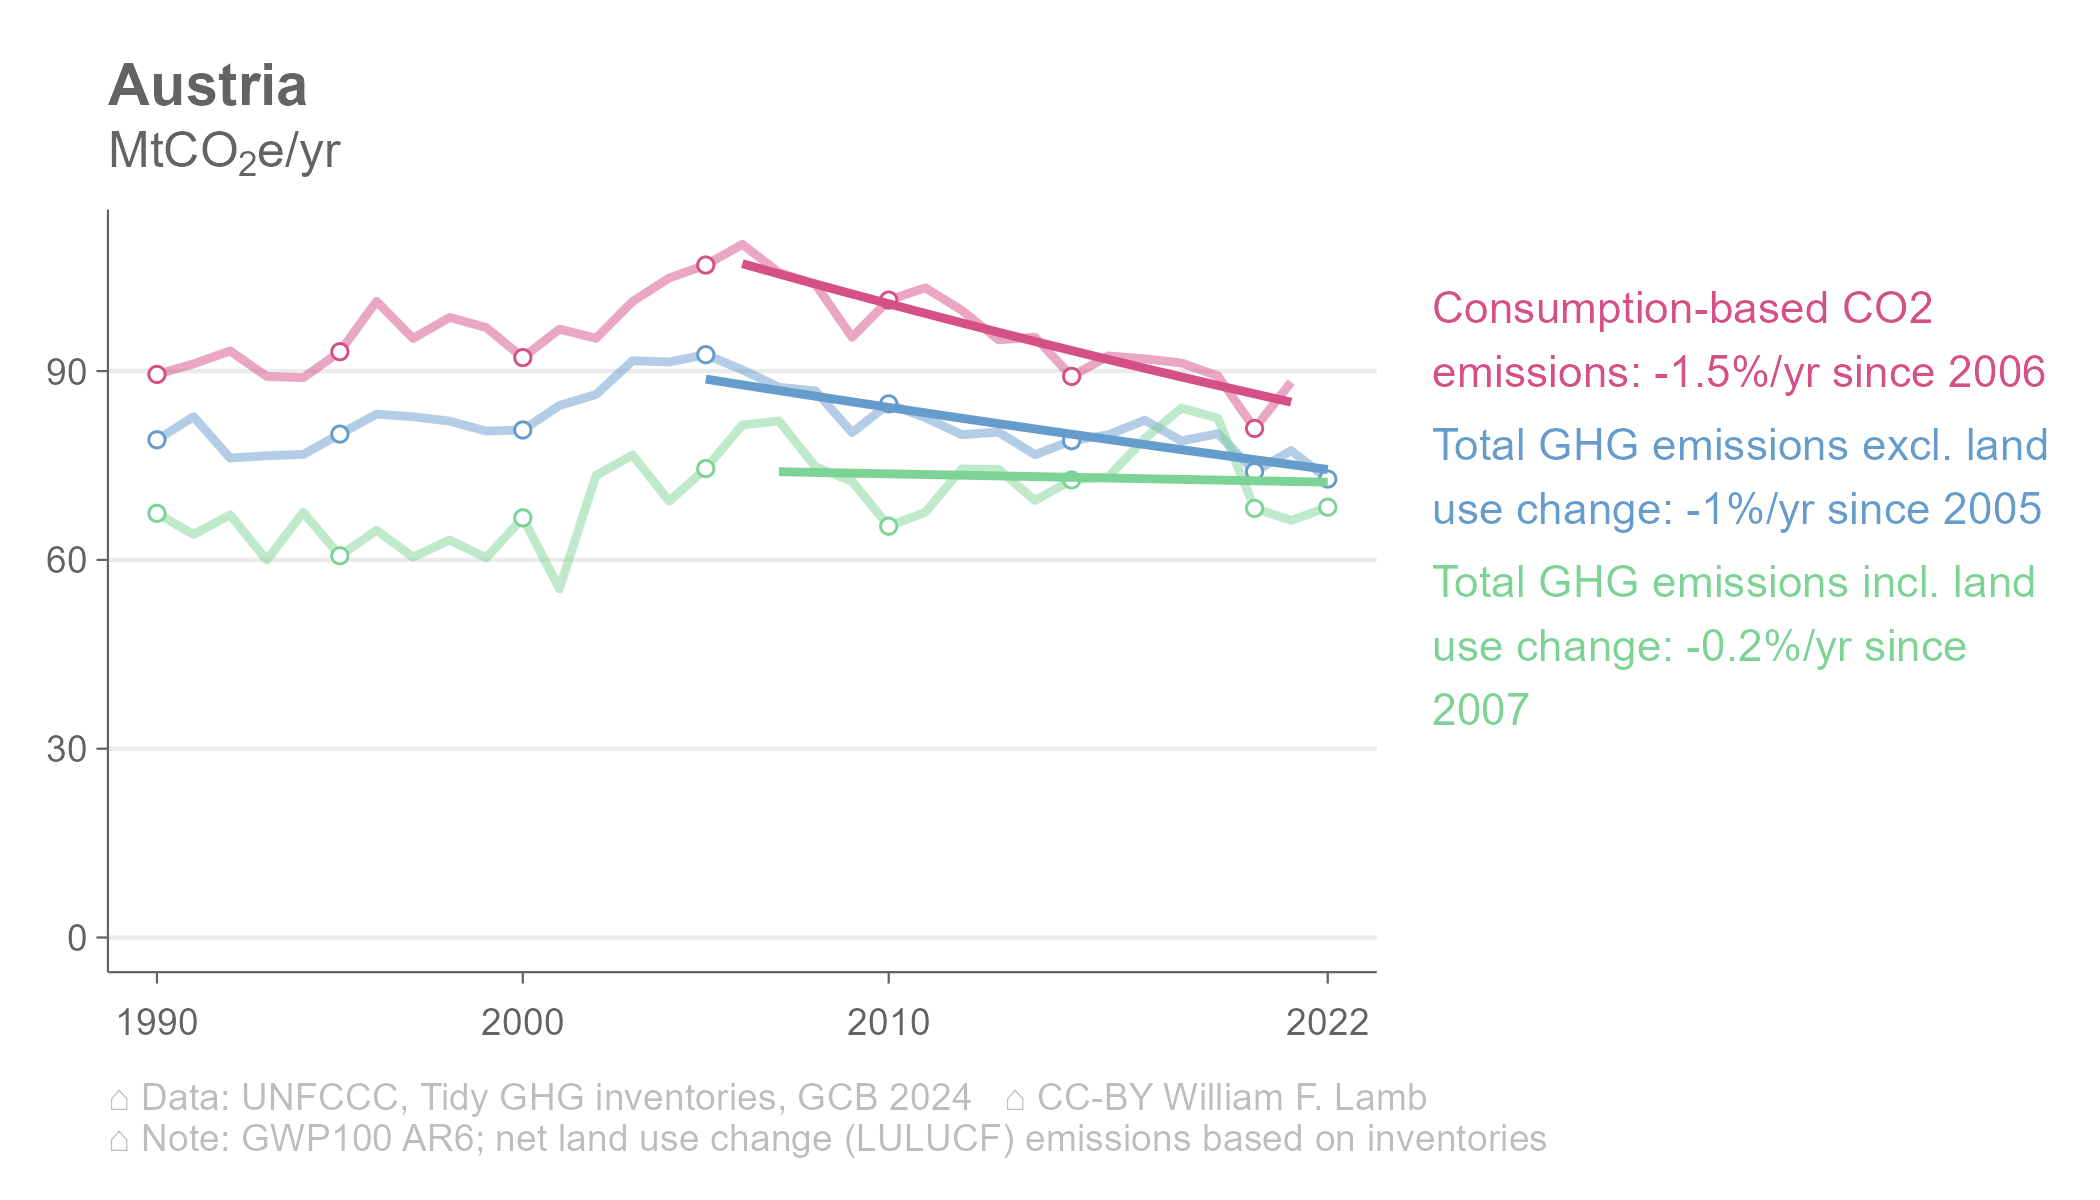 Austria
MtCO₂e/yr
90
60
30
0
1990
2000
2010
2022
Consumption-based CO2
emissions: -1.5%/yr since 2006
Total GHG emissions excl. land
use change: -1%/yr since 2005
Total GHG emissions incl. land
use change: -0.2%/yr since
2007
⌂ Data: UNFCCC, Tidy GHG inventories, GCB 2024 ⌂ CC-BY William F. Lamb
⌂ Note: GWP100 AR6; net land use change (LULUCF) emissions based on inventories